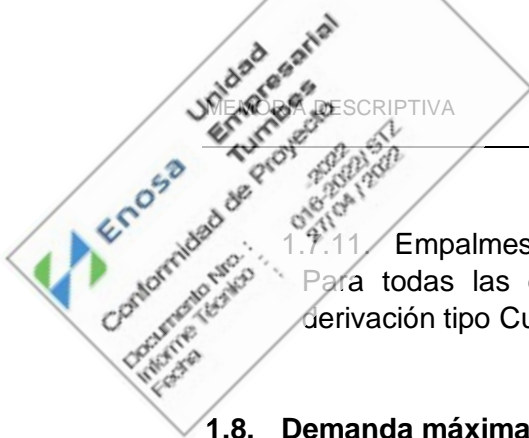 MEMORIA DESCRIPTIVA
Enosa
Unidad
Empresarial
Tumbes
Conformidad de Proyecto
Documento Nro. : -2022
Informe Técnico : 016-2022/ STZ
Fecha 27/ 04 / 2022
1.7.11. Empalmes
Para todas las
derivación tipo Cu
1.8. Demanda máxima